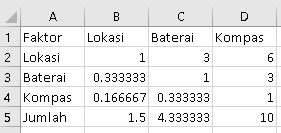 A B C D
1 Faktor Lokasi Baterai Kompas
2 Lokasi 1 3 6
3 Baterai 0.333333 1 3
4 Kompas 0.166667 0.333333 1
5 Jumlah 1.5 4.333333 10